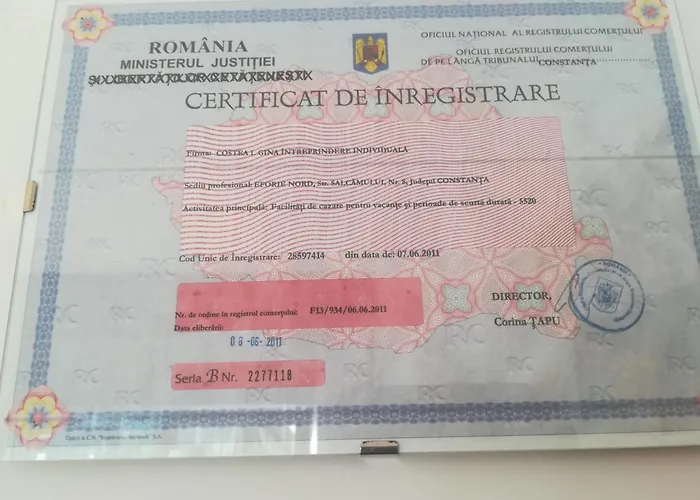 ROMÂNIA
MINISTERUL JUSTIȚIEI
ȘI LIBERTĂȚILOR CETĂȚENEȘTI
OFICIUL NAȚIONAL AL REGISTRULUI COMERȚULUI
OFICIUL REGISTRULUI COMERȚULUI
DE PE LÂNGĂ TRIBUNALUL CONSTANȚA
CERTIFICAT DE ÎNREGISTRARE
Firma: COSTEA I. GINA ÎNTREPRINDERE INDIVIDUALĂ
Sediu profesional: EFORIE NORD, Str. SALCÂMULUI, Nr. 8, Județul CONSTANȚA
Activitatea principală: Facilități de cazare pentru vacanțe și perioade de scurtă durată - 5520
Cod Unic de Înregistrare: 28597414 din data de: 07.06.2011
Nr. de ordine în registrul comerțului: F13/934/06.06.2011
Data eliberării:
08-06-2011
DIRECTOR,
Corina ȚAPU
Seria B Nr. 2277118